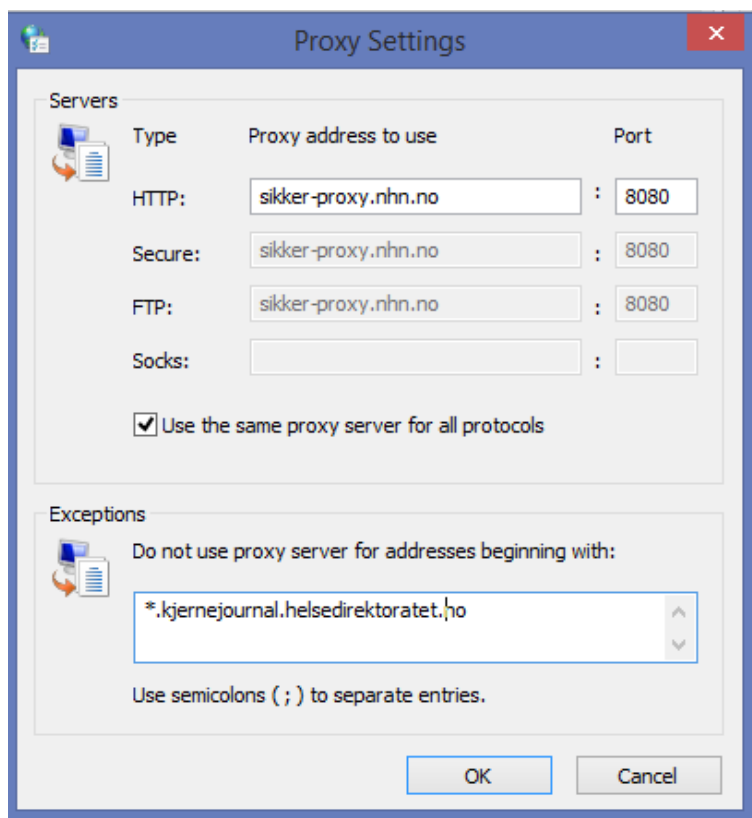 Proxy Settings
Servers
Type Proxy address to use Port
HTTP: sikker-proxy.nhn.no : 8080
Secure: sikker-proxy.nhn.no : 8080
FTP: sikker-proxy.nhn.no : 8080
Socks: :
Use the same proxy server for all protocols
Exceptions
Do not use proxy server for addresses beginning with:
*.kjernejournal.helsedirektoratet.no
Use semicolons ( ; ) to separate entries.
OK Cancel